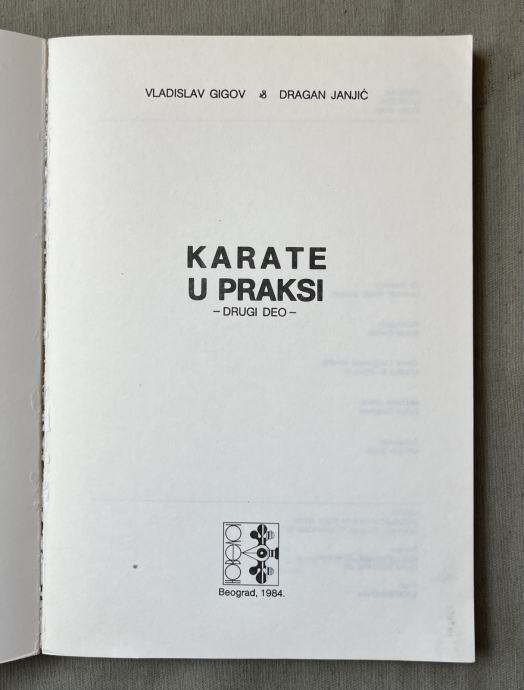 VLADISLAV GIGOV & DRAGAN JANJIĆ
KARATE
U PRAKSI
– DRUGI DEO –
Beograd, 1984.